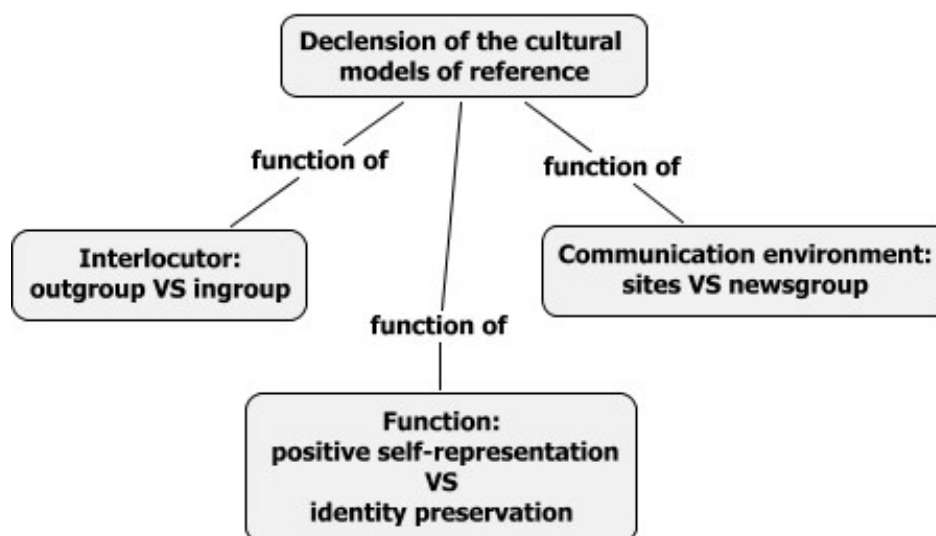 Declension of the cultural
models of reference
function of
function of
Interlocutor:
outgroup VS ingroup
Communication environment:
sites VS newsgroup
function of
Function:
positive self-representation
VS
identity preservation